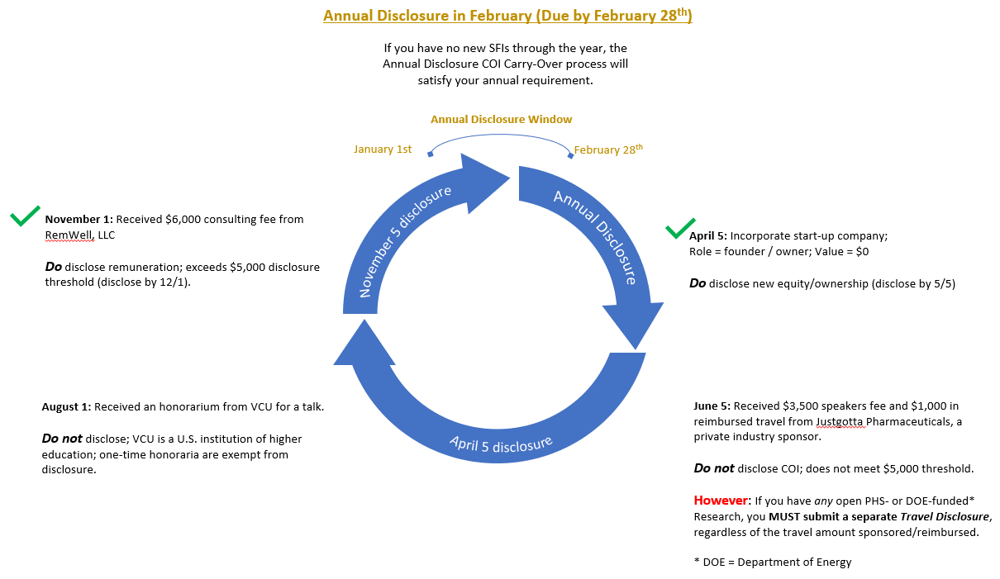 Annual Disclosure in February (Due by February 28th)
If you have no new SFIs through the year, the
Annual Disclosure COI Carry-Over process will
satisfy your annual requirement.
Annual Disclosure Window
January 1st
February 28th
November 5 disclosure
Annual Disclosure
April 5 disclosure
November 1: Received $6,000 consulting fee from
RemWell, LLC
Do disclose remuneration; exceeds $5,000 disclosure
threshold (disclose by 12/1).
April 5: Incorporate start-up company;
Role = founder / owner; Value = $0
Do disclose new equity/ownership (disclose by 5/5)
August 1: Received an honorarium from VCU for a talk.
Do not disclose; VCU is a U.S. institution of higher
education; one-time honoraria are exempt from
disclosure.
June 5: Received $3,500 speakers fee and $1,000 in
reimbursed travel from Justgotta Pharmaceuticals, a
private industry sponsor.
Do not disclose COI; does not meet $5,000 threshold.
However: If you have any open PHS- or DOE-funded*
Research, you MUST submit a separate Travel Disclosure,
regardless of the travel amount sponsored/reimbursed.
* DOE = Department of Energy